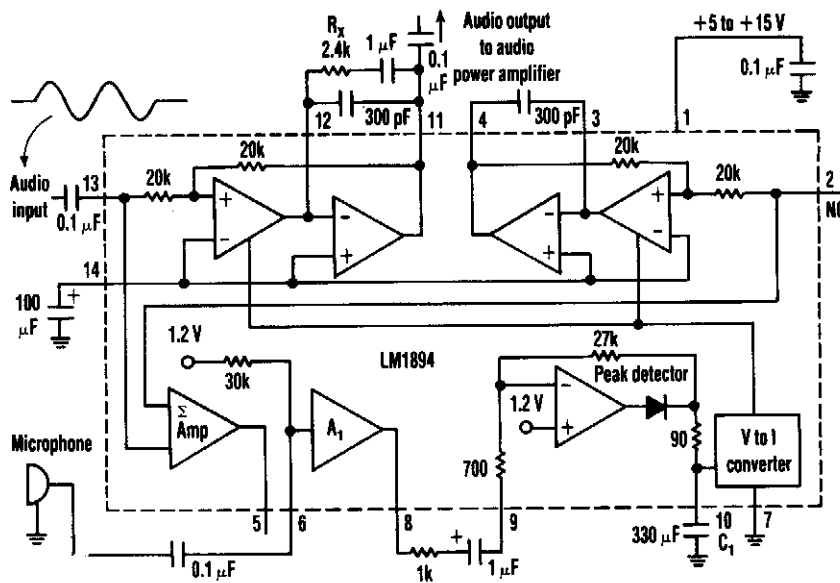 Rx
2.4k
1 µF
0.1 µF
Audio output to audio power amplifier
+5 to +15 V
0.1 µF
300 pF
12
11
4
300 pF
3
1
Audio input
13
0.1 µF
20k
20k
20k
20k
2
+
−
−
+
−
+
+
−
14
100 µF
+
1.2 V
30k
LM1894
27k
Peak detector
1.2 V
−
+
Σ Amp
A1
700
90
V to I converter
Microphone
5
6
8
9
10
7
0.1 µF
1k
+
1 µF
330 µF
C1